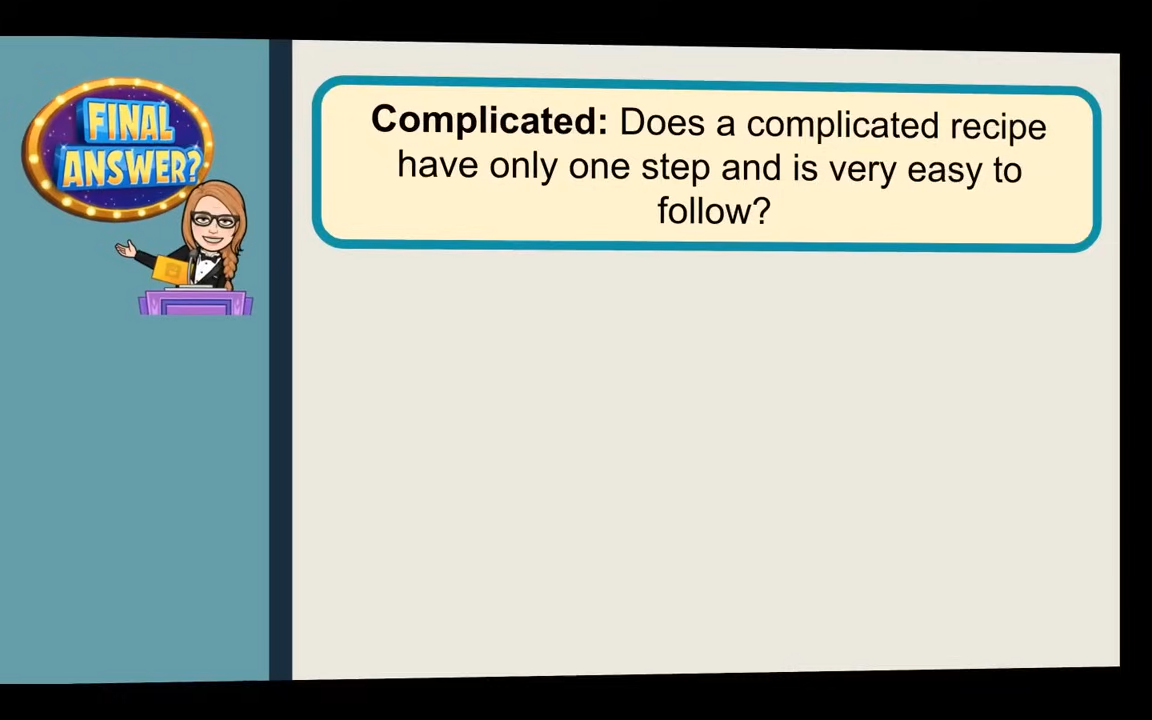 FINAL
ANSWER?
Complicated: Does a complicated recipe
have only one step and is very easy to
follow?